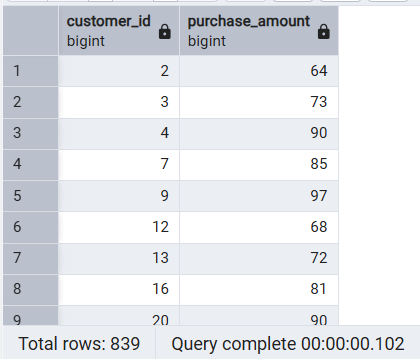 customer_id purchase_amount
bigint bigint
1 2 64
2 3 73
3 4 90
4 7 85
5 9 97
6 12 68
7 13 72
8 16 81
9 20 90
Total rows: 839 Query complete 00:00:00.102